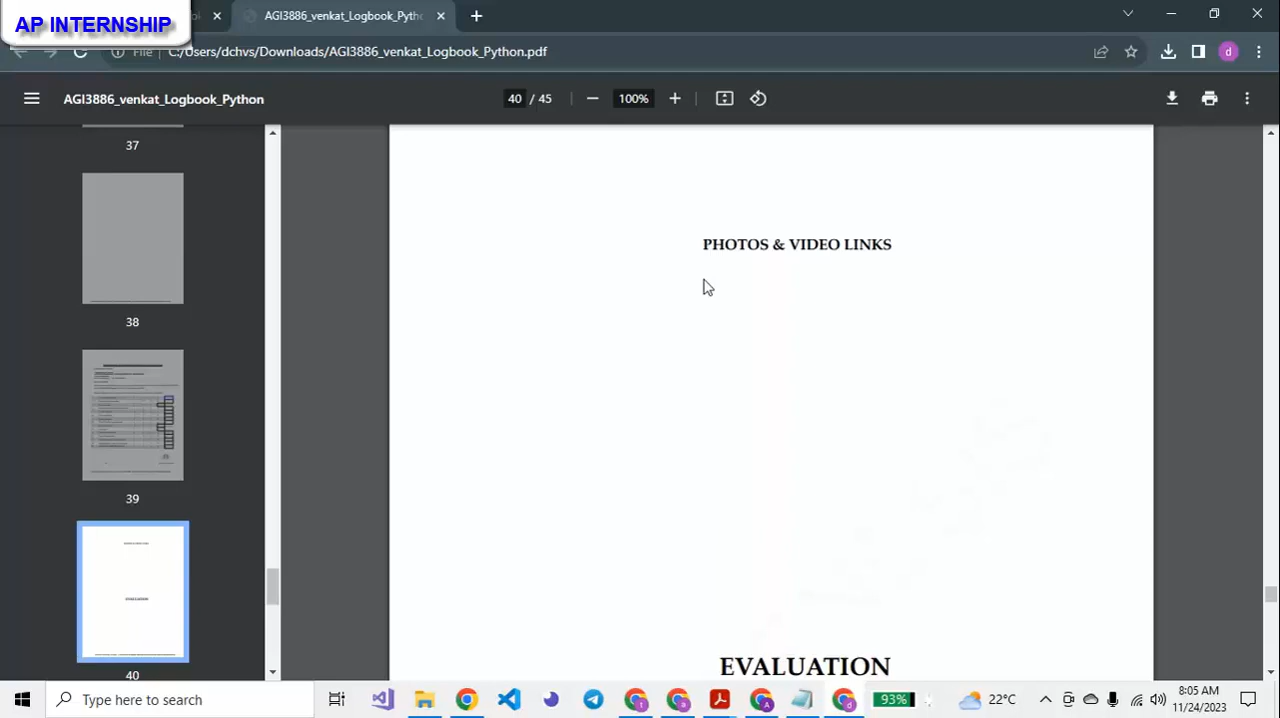 AP INTERNSHIP
AGI3886_venkat_Logbook_Pyth
File
C:/Users/dchvs/Downloads/AGI3886_venkat_Logbook_Python.pdf
d
AGI3886_venkat_Logbook_Python
40 / 45
100%
37
38
39
40
PHOTOS & VIDEO LINKS
EVALUATION
EVALUATION
Type here to search
93%
22°C
8:05 AM
11/24/2023